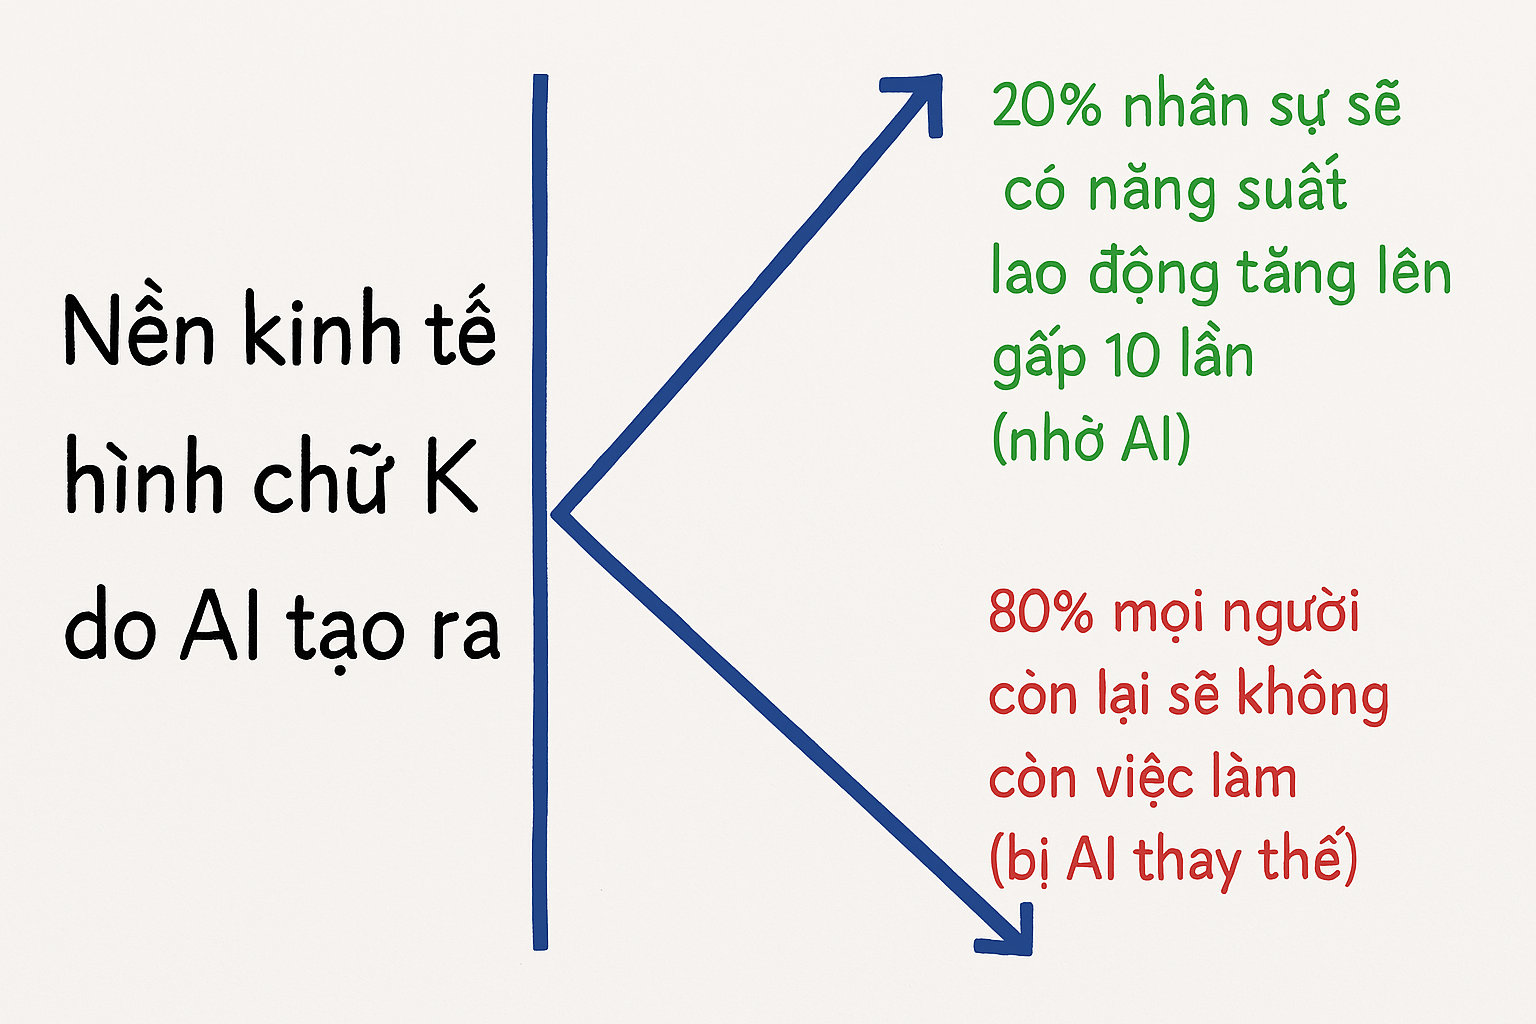 Nền kinh tế
hình chữ K
do AI tạo ra
20% nhân sự sẽ
có năng suất
lao động tăng lên
gấp 10 lần
(nhờ AI)
80% mọi người
còn lại sẽ không
còn việc làm
(bị AI thay thế)